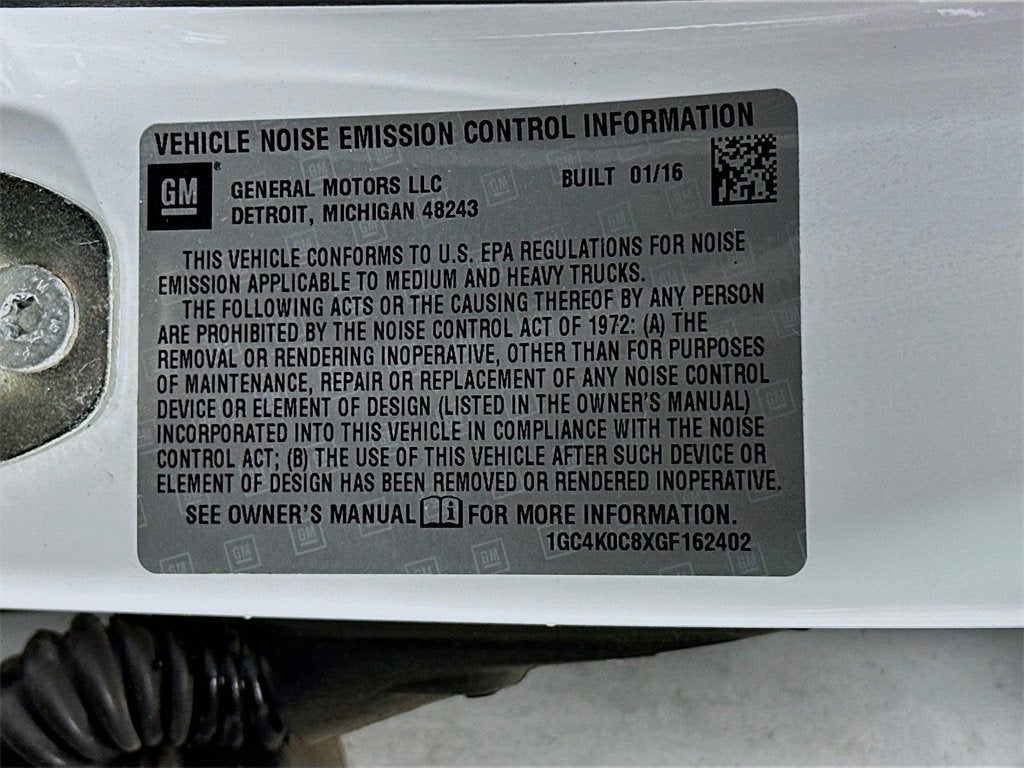 VEHICLE NOISE EMISSION CONTROL INFORMATION
GM ®
GENERAL MOTORS LLC BUILT 01/16
DETROIT, MICHIGAN 48243
THIS VEHICLE CONFORMS TO U.S. EPA REGULATIONS FOR NOISE
EMISSION APPLICABLE TO MEDIUM AND HEAVY TRUCKS.
THE FOLLOWING ACTS OR THE CAUSING THEREOF BY ANY PERSON
ARE PROHIBITED BY THE NOISE CONTROL ACT OF 1972: (A) THE
REMOVAL OR RENDERING INOPERATIVE, OTHER THAN FOR PURPOSES
OF MAINTENANCE, REPAIR OR REPLACEMENT OF ANY NOISE CONTROL
DEVICE OR ELEMENT OF DESIGN (LISTED IN THE OWNER'S MANUAL)
INCORPORATED INTO THIS VEHICLE IN COMPLIANCE WITH THE NOISE
CONTROL ACT; (B) THE USE OF THIS VEHICLE AFTER SUCH DEVICE OR
ELEMENT OF DESIGN HAS BEEN REMOVED OR RENDERED INOPERATIVE.
SEE OWNER'S MANUAL i FOR MORE INFORMATION.
1GC4K0C8XGF162402